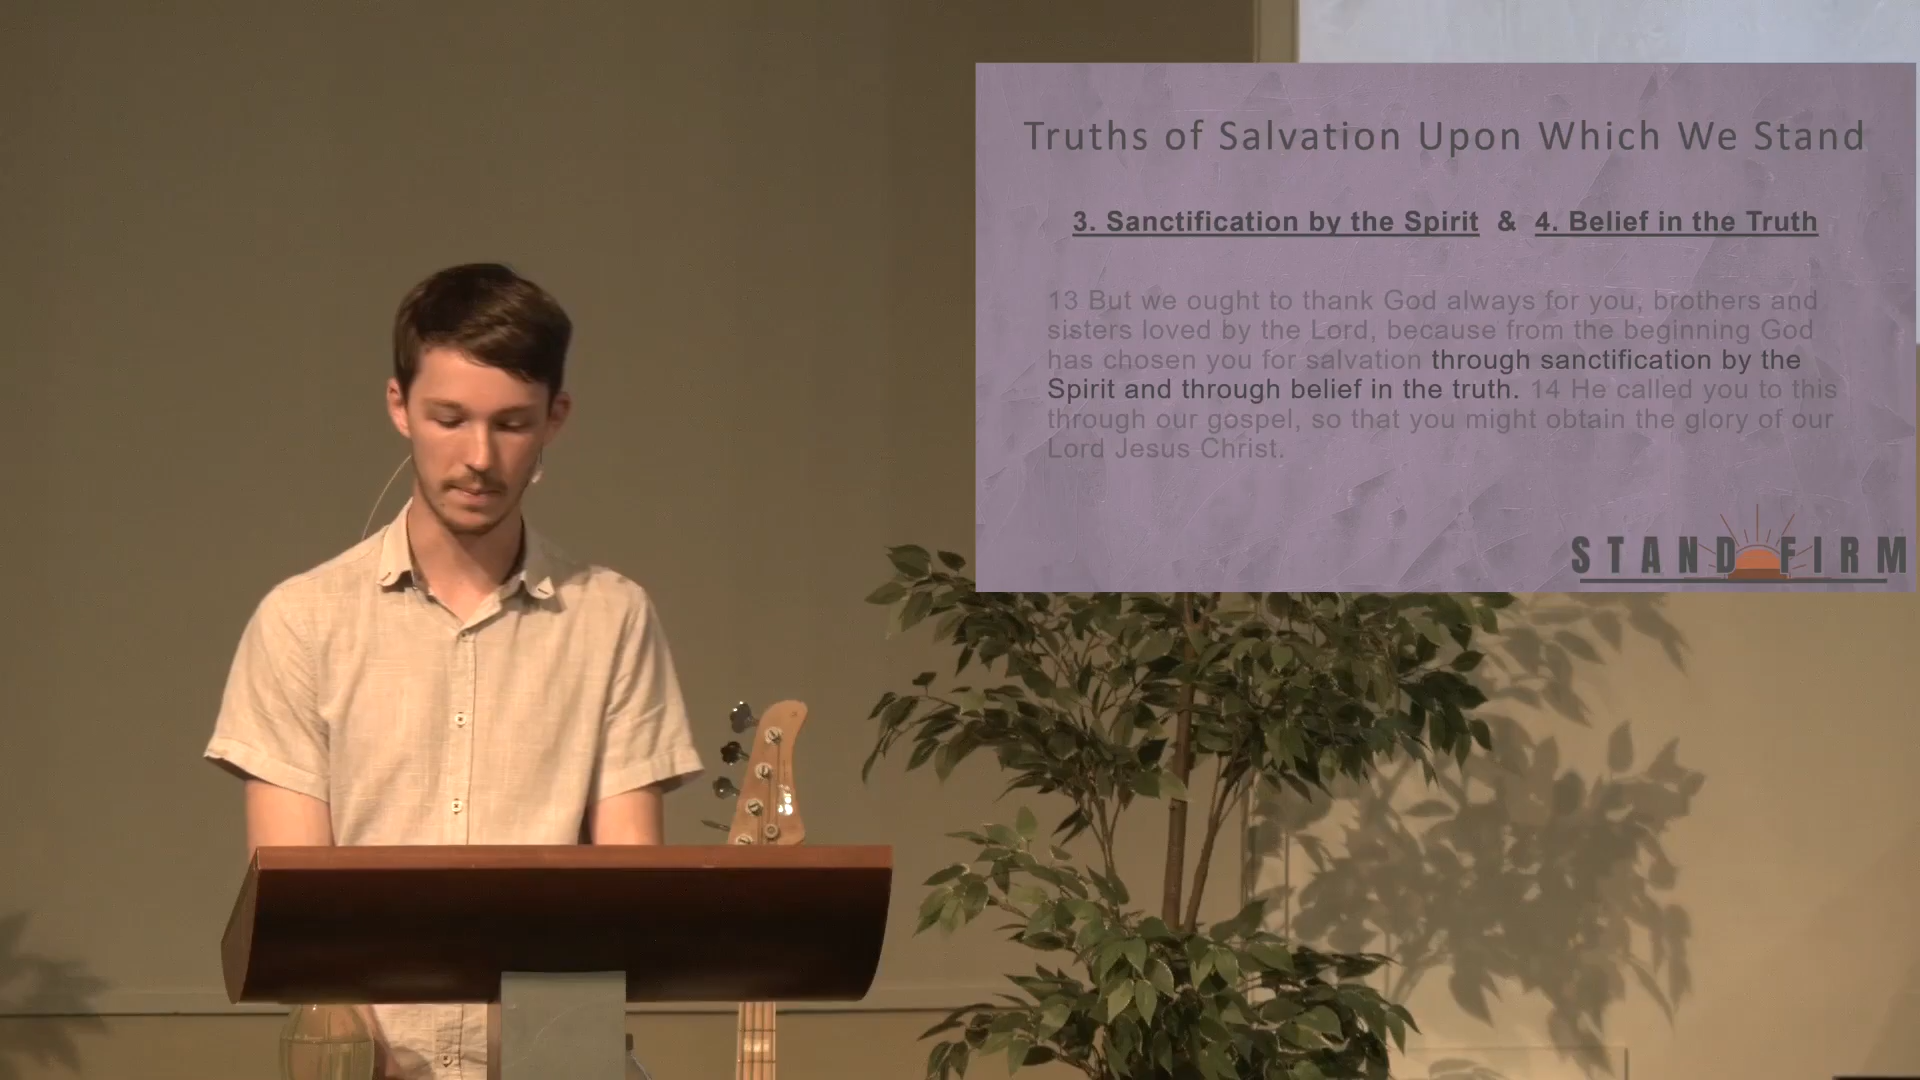 Truths of Salvation Upon Which We Stand
3. Sanctification by the Spirit & 4. Belief in the Truth
13 But we ought to thank God always for you, brothers and
sisters loved by the Lord, because from the beginning God
has chosen you for salvation through sanctification by the
Spirit and through belief in the truth. 14 He called you to this
through our gospel, so that you might obtain the glory of our
Lord Jesus Christ.
STAND FIRM